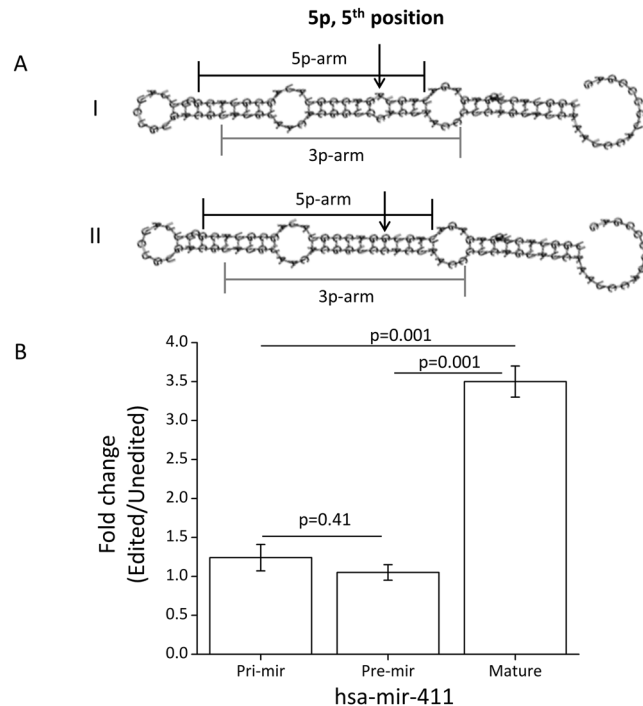 5p, 5th position
A
5p-arm
I
3p-arm
5p-arm
II
3p-arm
B
p=0.001
p=0.001
p=0.41
4.0
3.5
3.0
2.5
2.0
1.5
1.0
0.5
0.0
Fold change
(Edited/Unedited)
Pri-mir
Pre-mir
Mature
hsa-mir-411